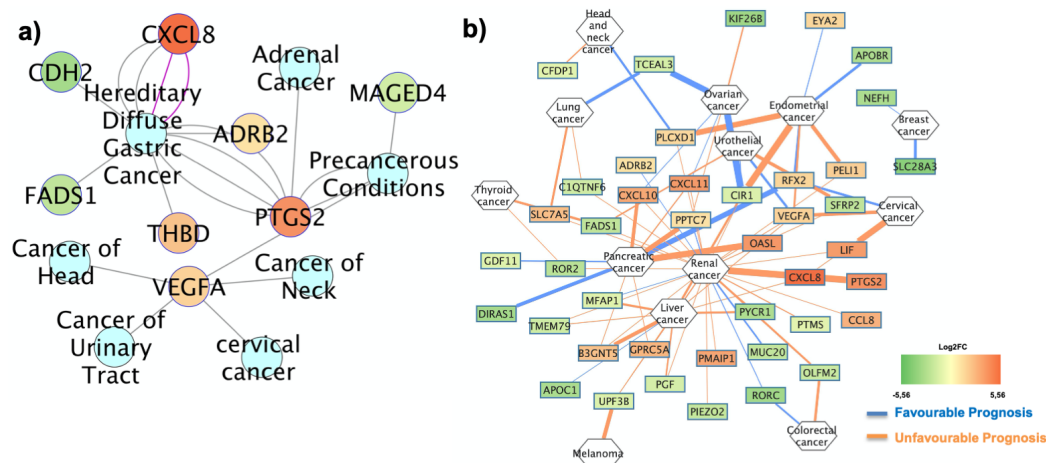 a)
CXCL8
CDH2
Hereditary
Diffuse
Gastric
Cancer
Adrenal
Cancer
MAGED4
ADRB2
Precancerous
Conditions
FADS1
PTGS2
THBD
Cancer of
Head
VEGFA
Cancer of
Neck
Cancer of
Urinary
Tract
cervical
cancer
b)
Head
and
neck
cancer
KIF26B
EYA2
APOBR
CFDP1
TCEAL3
Ovarian
cancer
Endometrial
cancer
NEFH
Lung
cancer
Breast
cancer
PLCXD1
Urothelial
cancer
SLC28A3
ADRB2
PELI1
C1QTNF6
CXCL10
CXCL11
RFX2
Thyroid
cancer
CIR1
SFRP2
SLC7A5
FADS1
PPTC7
VEGFA
Cervical
cancer
OASL
LIF
GDF11
ROR2
Pancreatic
cancer
Renal
cancer
CXCL8
PTGS2
DIRAS1
MFAP1
Liver
cancer
PYCR1
PTMS
CCL8
TMEM79
B3GNT5
GPRC5A
PMAIP1
MUC20
OLFM2
APOC1
PGF
UPF3B
PIEZO2
RORC
Melanoma
Colorectal
cancer
Log2FC
-5,56
5,56
Favourable Prognosis
Unfavourable Prognosis